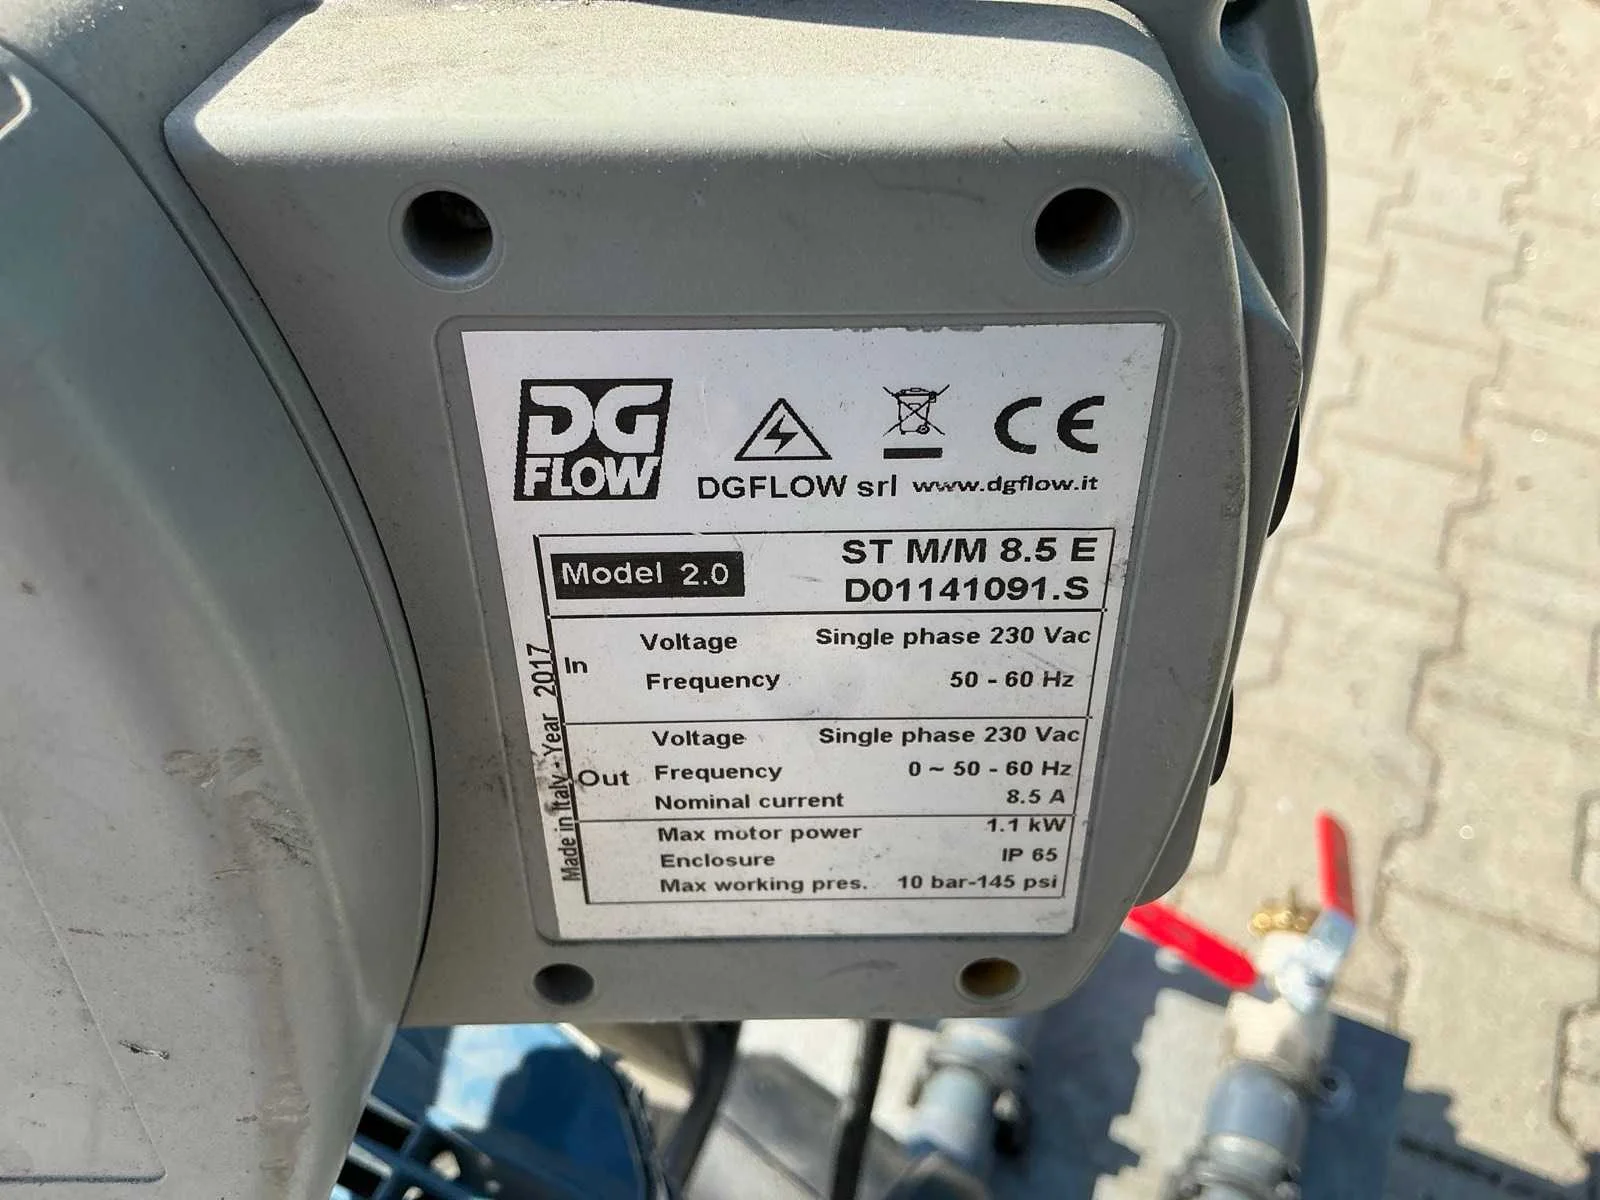 DG
FLOW
CE
DGFLOW srl www.dgflow.it
Model 2.0
ST M/M 8.5 E
D01141091.S
In
Voltage Single phase 230 Vac
Frequency 50 - 60 Hz
Out
Voltage Single phase 230 Vac
Frequency 0 ~ 50 - 60 Hz
Nominal current 8.5 A
Max motor power 1.1 kW
Enclosure IP 65
Max working pres. 10 bar-145 psi
Made in Italy - Year 2017